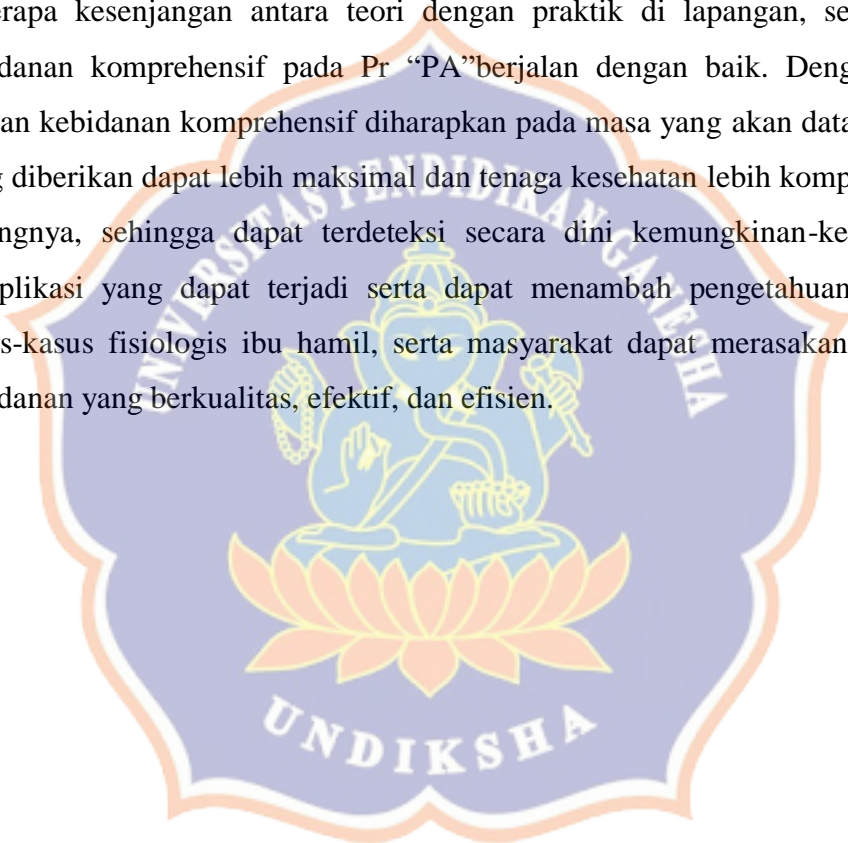 erapa kesenjangan antara teori dengan praktik di lapangan, se
danan komprehensif pada Pr “PA”berjalan dengan baik. Deng
an kebidanan komprehensif diharapkan pada masa yang akan data
g diberikan dapat lebih maksimal dan tenaga kesehatan lebih komp
ngnya, sehingga dapat terdeteksi secara dini kemungkinan-ke
plikasi yang dapat terjadi serta dapat menambah pengetahuan
s-kasus fisiologis ibu hamil, serta masyarakat dapat merasakan
danan yang berkualitas, efektif, dan efisien.
UNIVERSITAS PENDIDIKAN GANESHA
UNDIKSHA